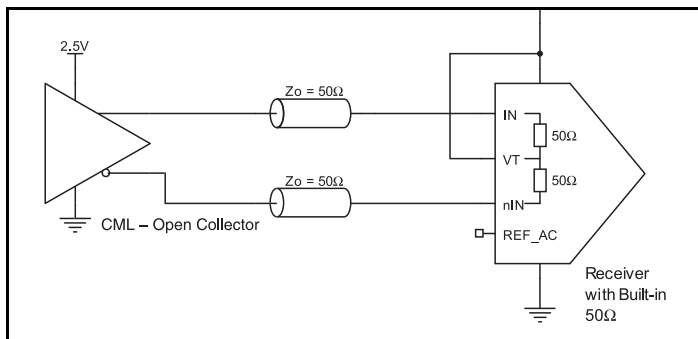 2.5V
Zo = 50Ω
IN
50Ω
VT
50Ω
Zo = 50Ω
nIN
CML – Open Collector
REF_AC
Receiver
with Built-in
50Ω